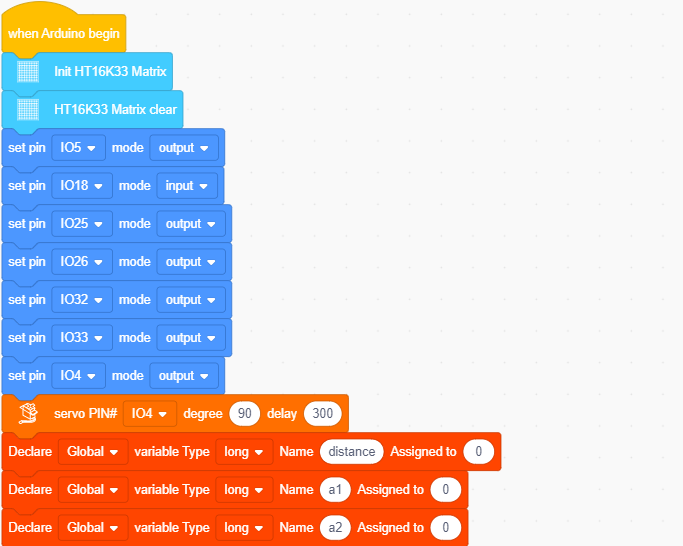 when Arduino begin
Init HT16K33 Matrix
HT16K33 Matrix clear
set pin IO5 mode output
set pin IO18 mode input
set pin IO25 mode output
set pin IO26 mode output
set pin IO32 mode output
set pin IO33 mode output
set pin IO4 mode output
servo PIN# IO4 degree 90 delay 300
Declare Global variable Type long Name distance Assigned to 0
Declare Global variable Type long Name a1 Assigned to 0
Declare Global variable Type long Name a2 Assigned to 0